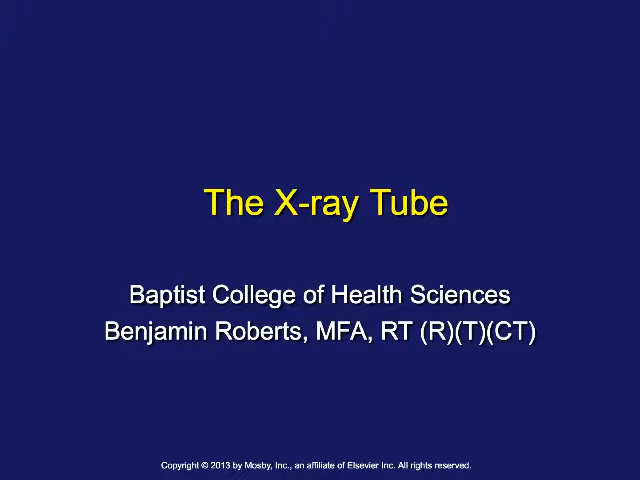 The X-ray Tube
Baptist College of Health Sciences
Benjamin Roberts, MFA, RT (R)(T)(CT)
Copyright © 2013 by Mosby, Inc., an affiliate of Elsevier Inc. All rights reserved.